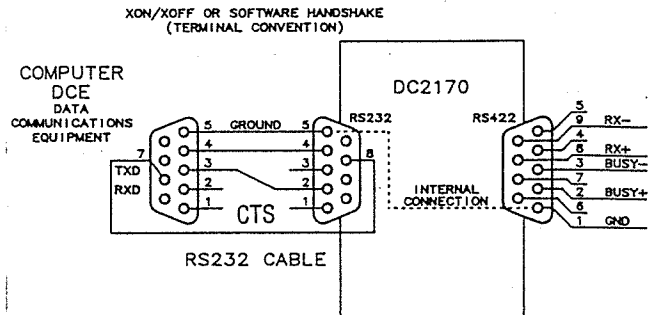 XON/XOFF OR SOFTWARE HANDSHAKE
(TERMINAL CONVENTION)
COMPUTER
DCE
DATA
COMMUNICATIONS
EQUIPMENT
DC2170
RS232
RS422
5 GROUND 5
4 4
3 3
2 2
1 1
7
8
TXD
RXD
CTS
INTERNAL
CONNECTION
5
9 RX-
4
8 RX+
3 BUSY-
7
2 BUSY+
6
1 GND
RS232 CABLE